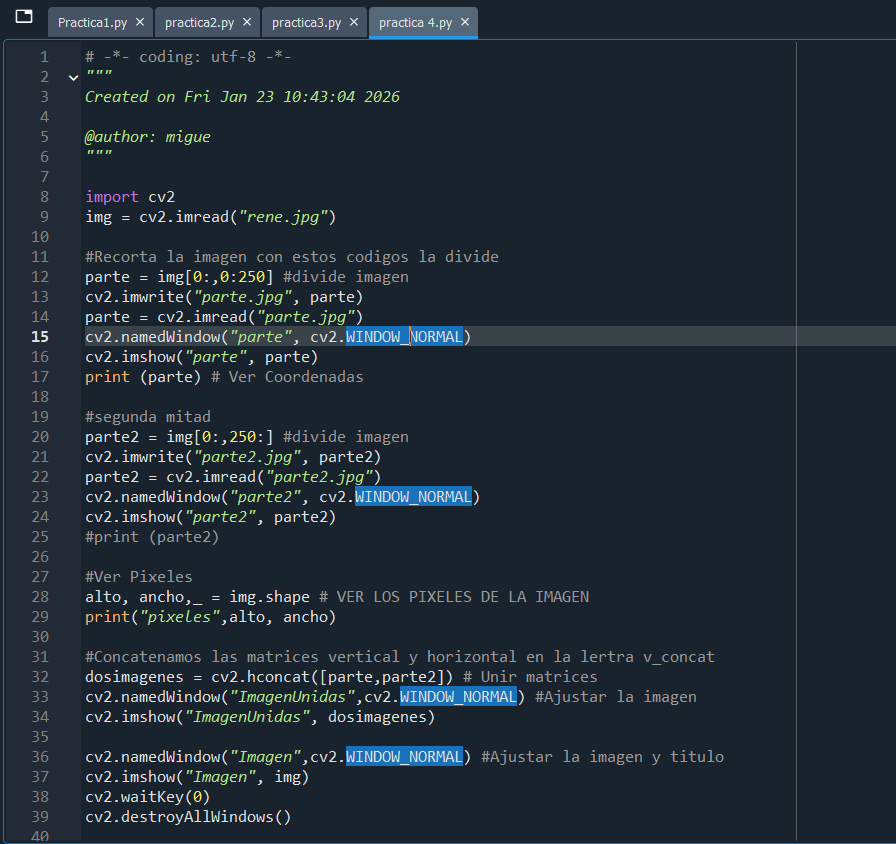 Practica1.py × practica2.py × practica3.py × practica 4.py ×
1 # -*- coding: utf-8 -*-
2 """
3 Created on Fri Jan 23 10:43:04 2026
4
5 @author: migue
6 """
7
8 import cv2
9 img = cv2.imread("rene.jpg")
10
11 #Recorta la imagen con estos codigos la divide
12 parte = img[0:,0:250] #divide imagen
13 cv2.imwrite("parte.jpg", parte)
14 parte = cv2.imread("parte.jpg")
15 cv2.namedWindow("parte", cv2.WINDOW_NORMAL)
16 cv2.imshow("parte", parte)
17 print (parte) # Ver Coordenadas
18
19 #segunda mitad
20 parte2 = img[0:,250:] #divide imagen
21 cv2.imwrite("parte2.jpg", parte2)
22 parte2 = cv2.imread("parte2.jpg")
23 cv2.namedWindow("parte2", cv2.WINDOW_NORMAL)
24 cv2.imshow("parte2", parte2)
25 #print (parte2)
26
27 #Ver Pixeles
28 alto, ancho,_ = img.shape # VER LOS PIXELES DE LA IMAGEN
29 print("pixeles",alto, ancho)
30
31 #Concatenamos las matrices vertical y horizontal en la lertra v_concat
32 dosimagenes = cv2.hconcat([parte,parte2]) # Unir matrices
33 cv2.namedWindow("ImagenUnidas",cv2.WINDOW_NORMAL) #Ajustar la imagen
34 cv2.imshow("ImagenUnidas", dosimagenes)
35
36 cv2.namedWindow("Imagen",cv2.WINDOW_NORMAL) #Ajustar la imagen y titulo
37 cv2.imshow("Imagen", img)
38 cv2.waitKey(0)
39 cv2.destroyAllWindows()
40